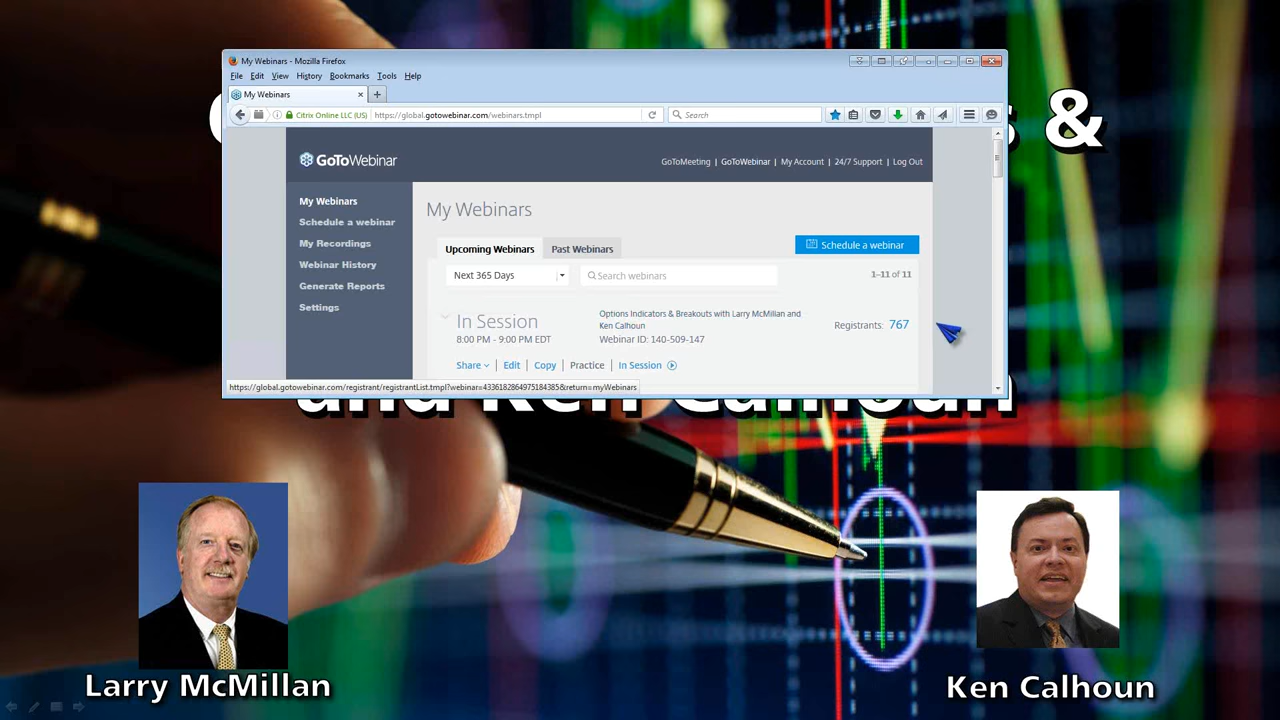 My Webinars - Mozilla Firefox
File Edit View History Bookmarks Tools Help
My Webinars
Citrix Online LLC (US) https://global.gotowebinar.com/webinars.tmpl
Search
&
GoToWebinar
GoToMeeting | GoToWebinar | My Account | 24/7 Support | Log Out
My Webinars
Schedule a webinar
My Recordings
Webinar History
Generate Reports
Settings
My Webinars
Upcoming Webinars Past Webinars
Schedule a webinar
Next 365 Days
Search webinars
1–11 of 11
In Session
8:00 PM - 9:00 PM EDT
Options Indicators & Breakouts with Larry McMillan and
Ken Calhoun
Webinar ID: 140-509-147
Registrants: 767
Share Edit Copy Practice In Session
https://global.gotowebinar.com/registrant/registrantList.tmpl?webinar=4336182864975184385&return=myWebinars
and Ken Calhoun
Larry McMillan
Ken Calhoun